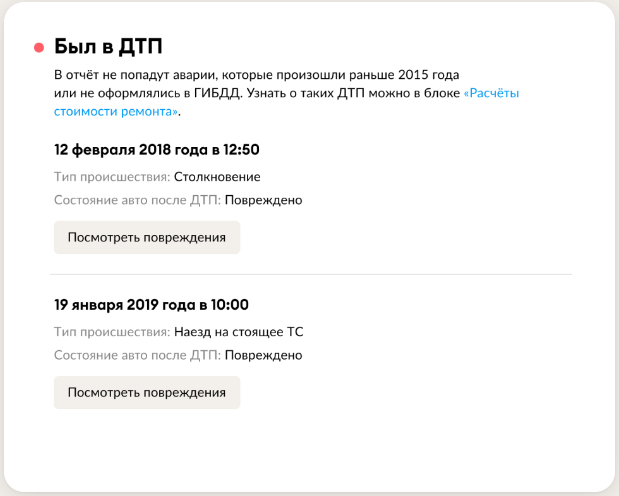 Был в ДТП
В отчёт не попадут аварии, которые произошли раньше 2015 года
или не оформлялись в ГИБДД. Узнать о таких ДТП можно в блоке «Расчёты
стоимости ремонта».
12 февраля 2018 года в 12:50
Тип происшествия: Столкновение
Состояние авто после ДТП: Повреждено
Посмотреть повреждения
19 января 2019 года в 10:00
Тип происшествия: Наезд на стоящее ТС
Состояние авто после ДТП: Повреждено
Посмотреть повреждения